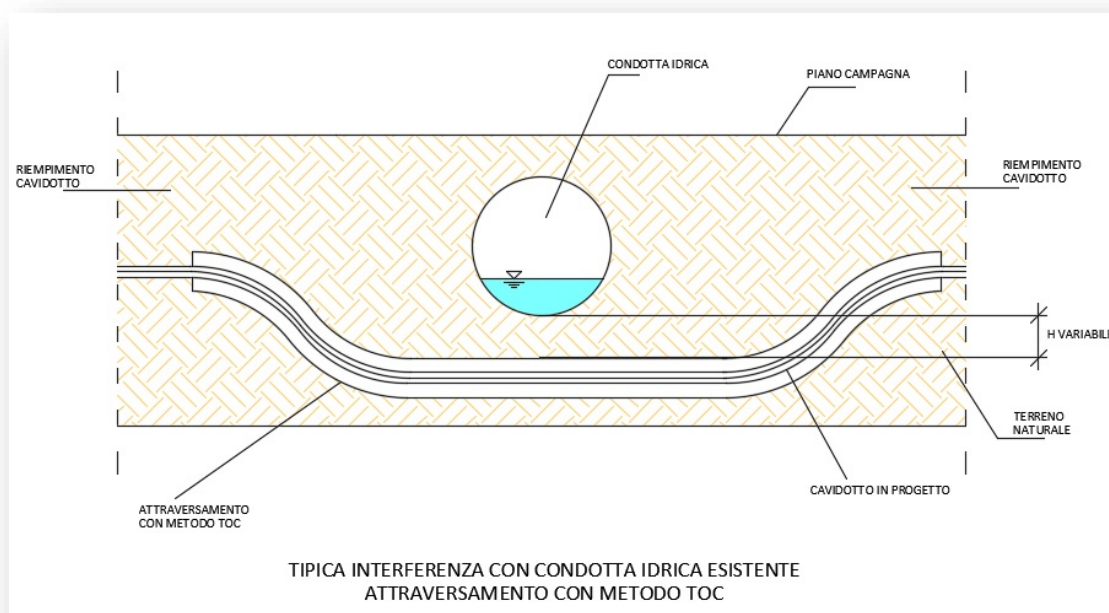 CONDOTTA IDRICA
PIANO CAMPAGNA
RIEMPIMENTO
CAVIDOTTO
RIEMPIMENTO
CAVIDOTTO
H VARIABILE
TERRENO
NATURALE
CAVIDOTTO IN PROGETTO
ATTRAVERSAMENTO
CON METODO TOC
TIPICA INTERFERENZA CON CONDOTTA IDRICA ESISTENTE
ATTRAVERSAMENTO CON METODO TOC